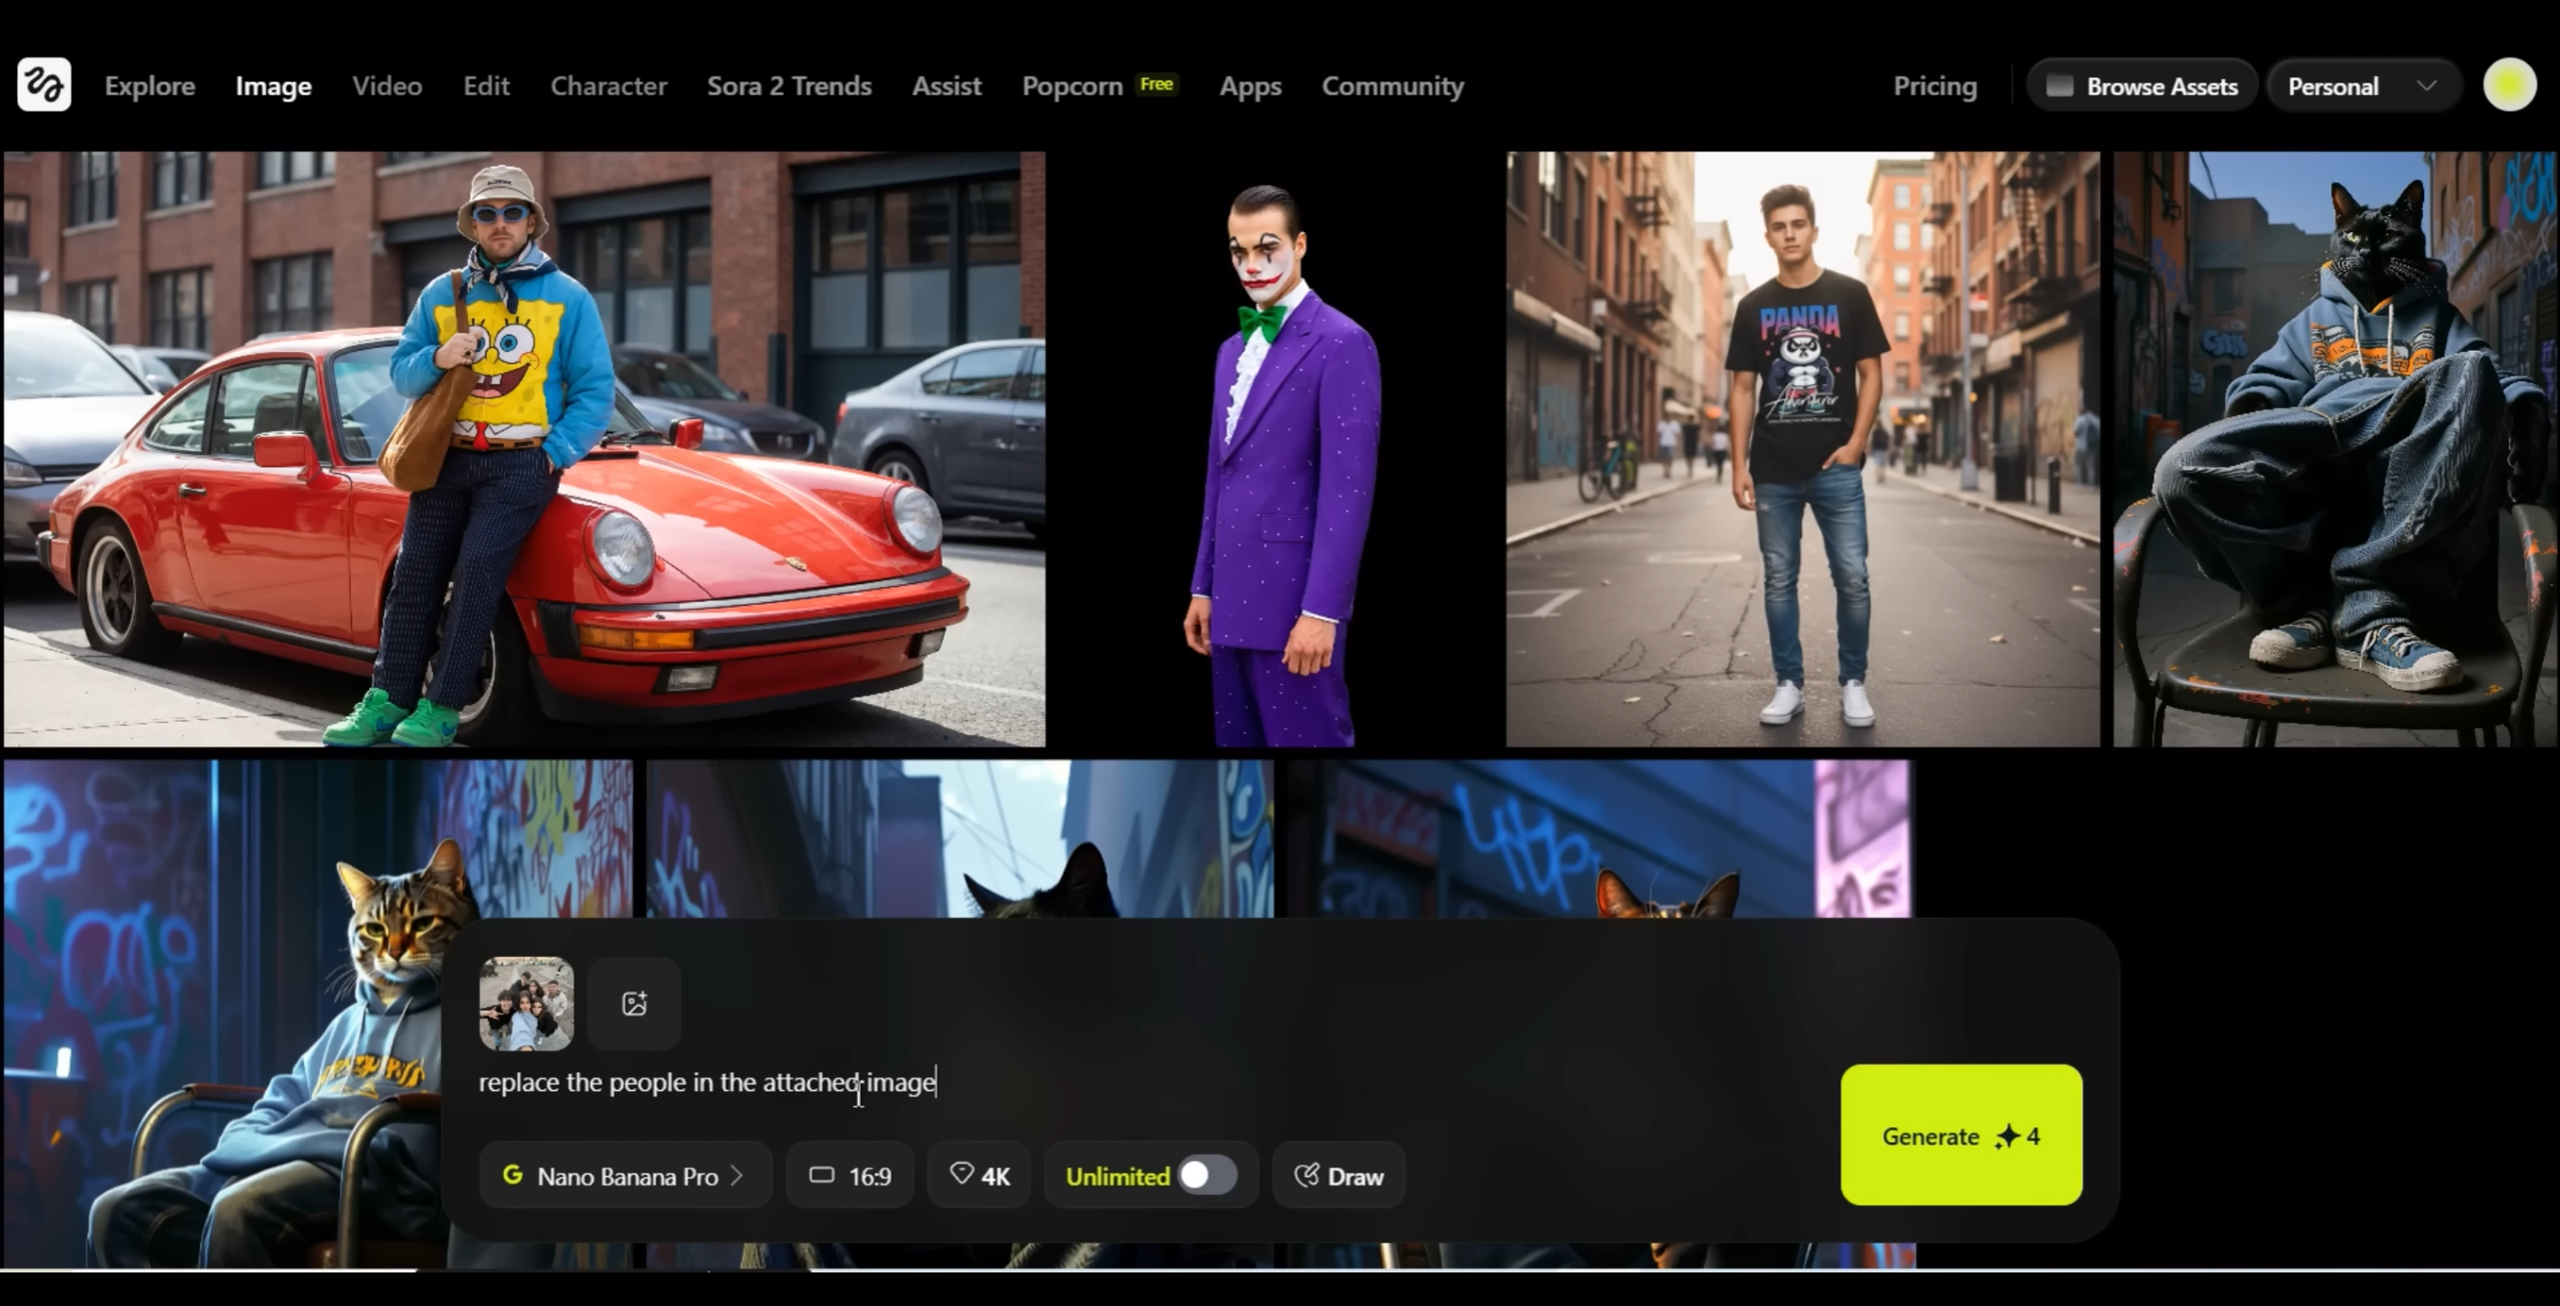 Explore Image Video Edit Character Sora 2 Trends Assist Popcorn Free Apps Community Pricing Browse Assets Personal
PANDA
Adventurer
replace the people in the attached image
G Nano Banana Pro 16:9 4K Unlimited Draw
Generate 4